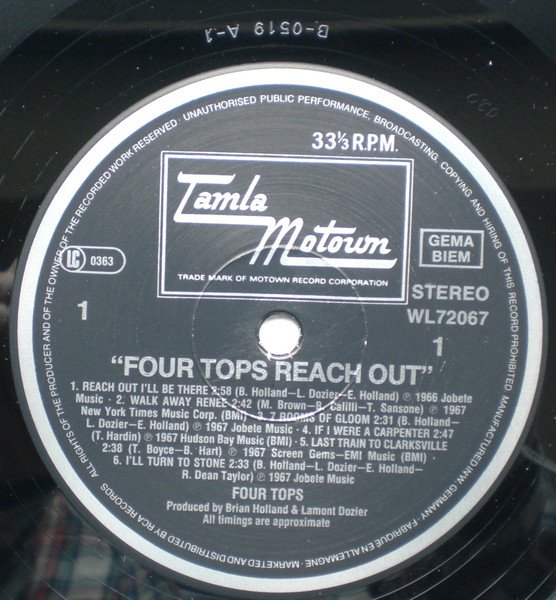 B-0519 A-1
ALL RIGHTS OF THE PRODUCER AND OF THE OWNER OF THE RECORDED WORK RESERVED · UNAUTHORISED PUBLIC PERFORMANCE, BROADCASTING, COPYING AND HIRING OF THIS RECORD PROHIBITED
33⅓ R.P.M.
Tamla
Motown
TRADE MARK OF MOTOWN RECORD CORPORATION
LC 0363
GEMA
BIEM
STEREO
WL72067
1
1
"FOUR TOPS REACH OUT"
1. REACH OUT I'LL BE THERE 2:58 (B. Holland–L. Dozier–E. Holland) ℗ 1966 Jobete
Music · 2. WALK AWAY RENEE 2:42 (M. Brown–B. Calilli–T. Sansone) ℗ 1967
New York Times Music Corp. (BMI) · 3. 7 ROOMS OF GLOOM 2:31 (B. Holland–
L. Dozier–E. Holland) ℗ 1967 Jobete Music · 4. IF I WERE A CARPENTER 2:47
(T. Hardin) ℗ 1967 Hudson Bay Music (BMI) · 5. LAST TRAIN TO CLARKSVILLE
2:38 (T. Boyce–B. Hart) ℗ 1967 Screen Gems–EMI Music (BMI) ·
6. I'LL TURN TO STONE 2:33 (B. Holland–L. Dozier–E. Holland–
R. Dean Taylor) ℗ 1967 Jobete Music
FOUR TOPS
Produced by Brian Holland & Lamont Dozier
All timings are approximate
MARKETED AND DISTRIBUTED BY RCA RECORDS · FABRIQUE EN ALLEMAGNE · MANUFACTURED IN W. GERMANY